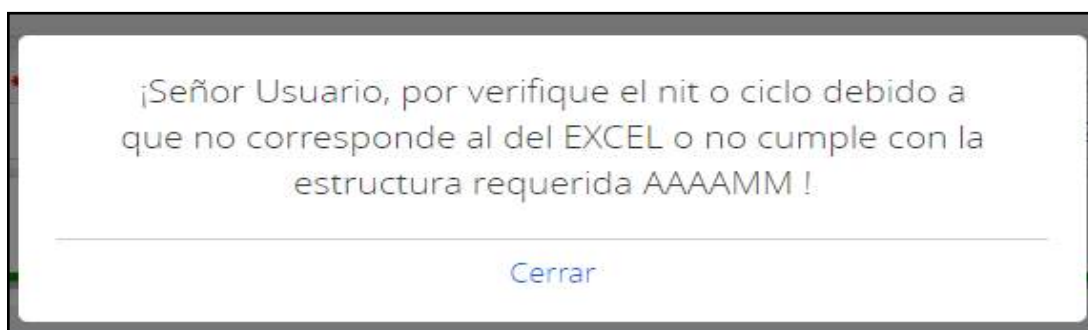 ¡Señor Usuario, por verifique el nit o ciclo debido a
que no corresponde al del EXCEL o no cumple con la
estructura requerida AAAAMM !
Cerrar